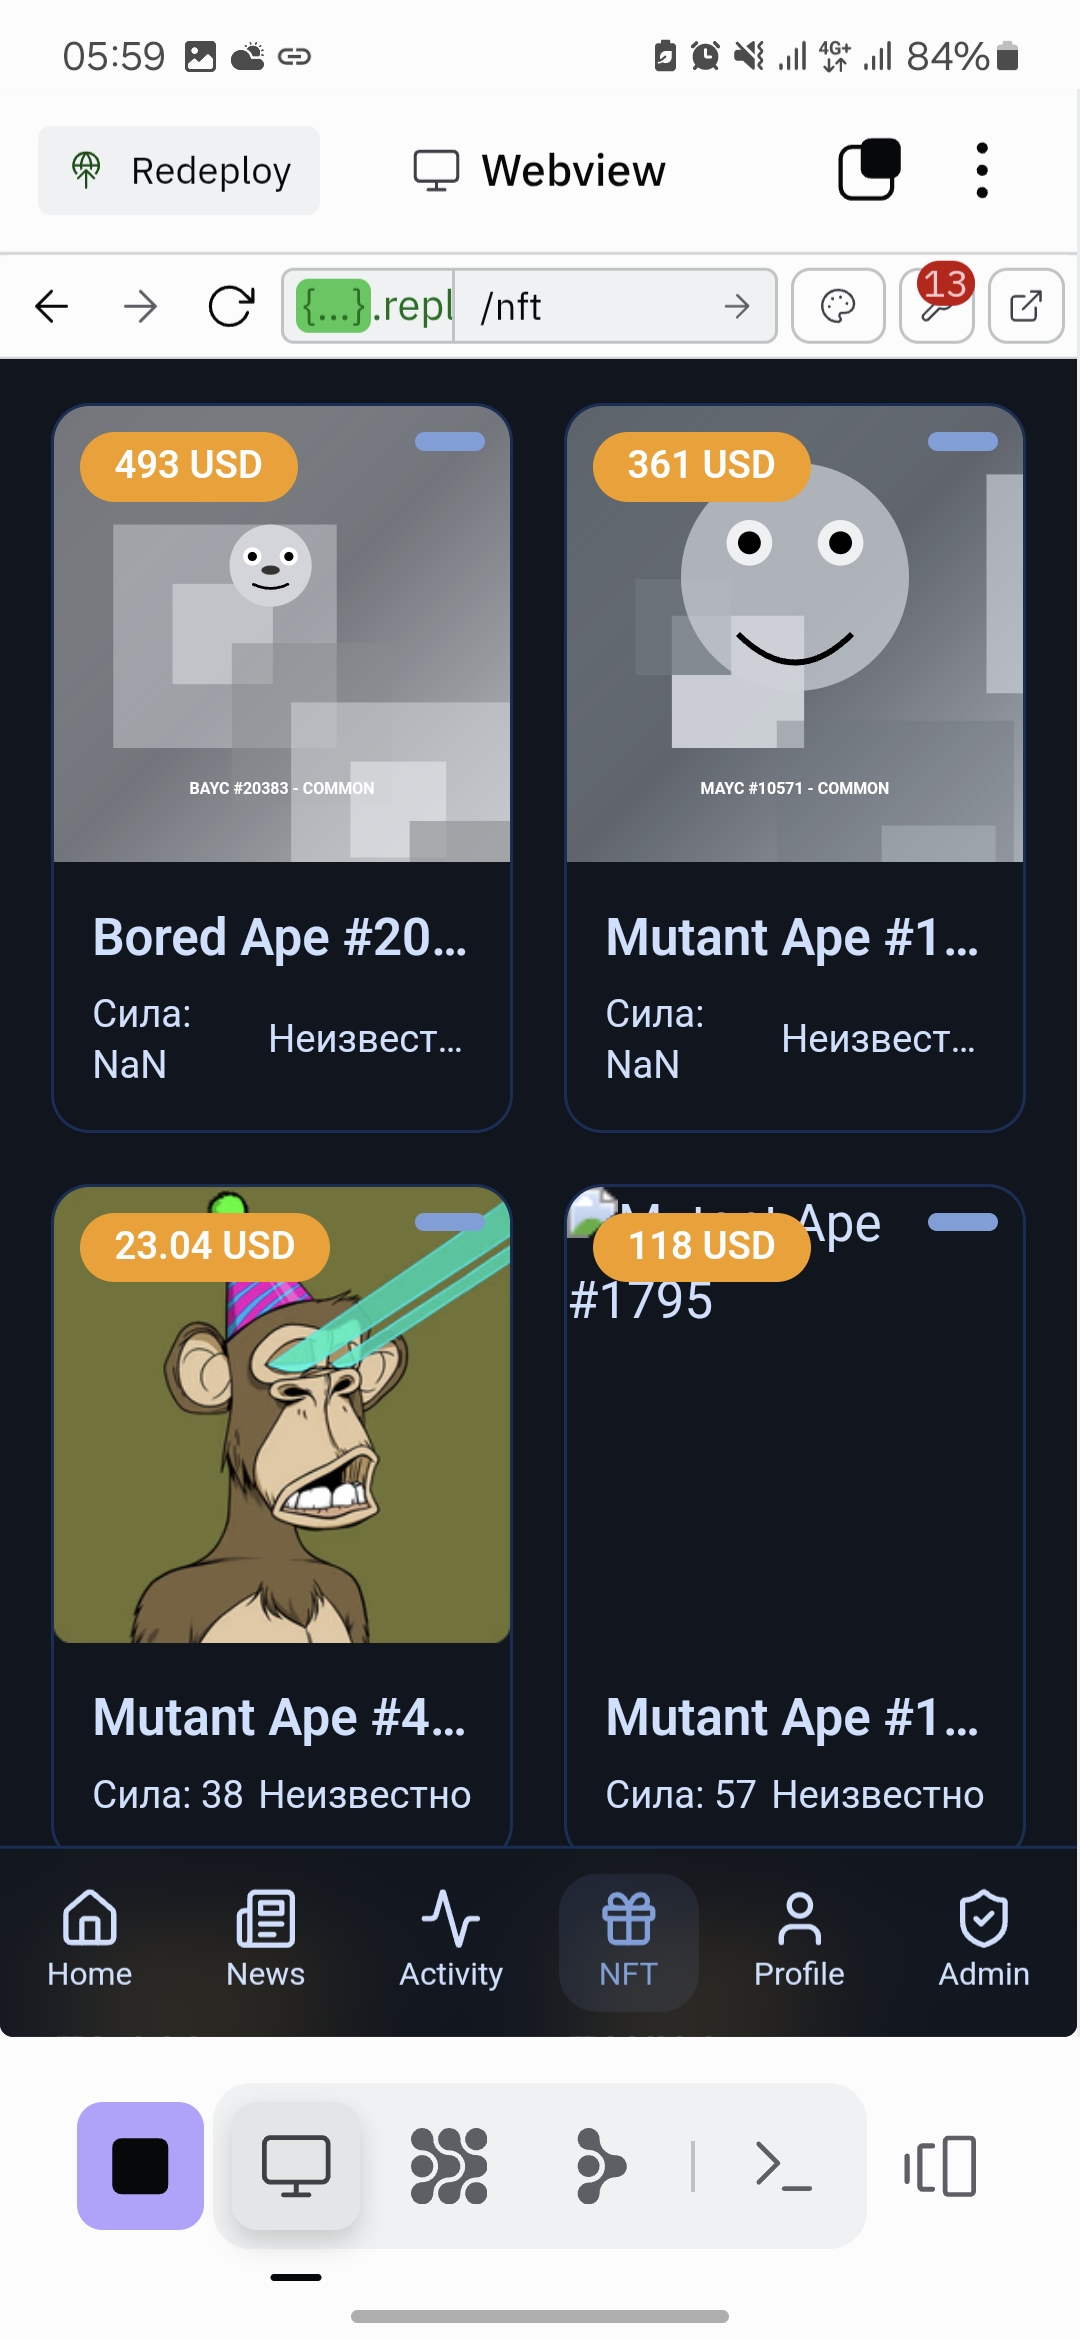 05:59
4G+
84%
Redeploy
Webview
{...}.repl
/nft
13
493 USD
361 USD
BAYC #20383 - COMMON
MAYC #10571 - COMMON
Bored Ape #20...
Mutant Ape #1...
Сила: NaN
Неизвест...
Сила: NaN
Неизвест...
23.04 USD
118 USD
Mutant Ape
#1795
Mutant Ape #4...
Mutant Ape #1...
Сила: 38 Неизвестно
Сила: 57 Неизвестно
Home
News
Activity
NFT
Profile
Admin